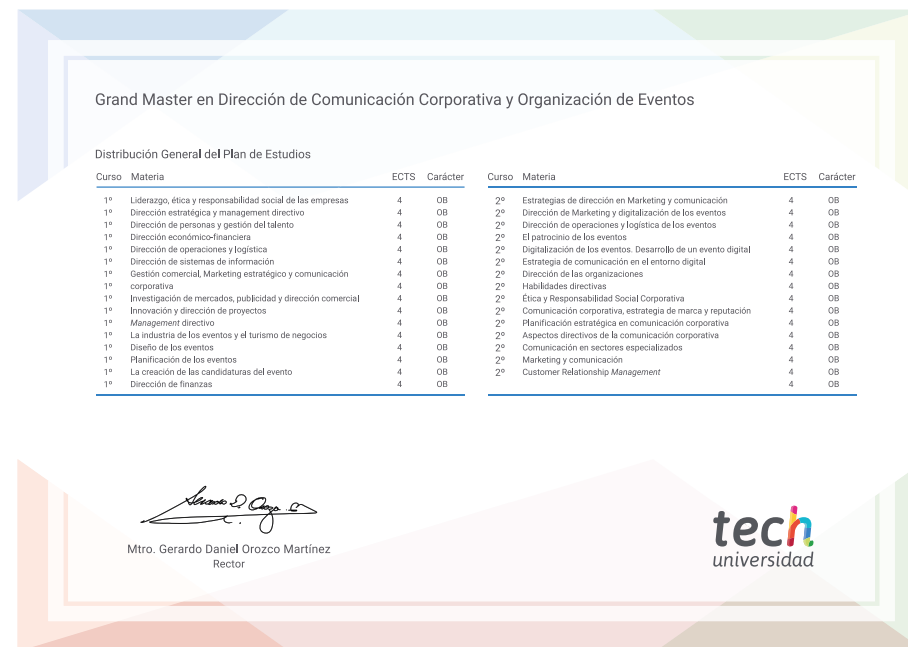 Grand Master en Dirección de Comunicación Corporativa y Organización de Eventos
Distribución General del Plan de Estudios
Curso Materia ECTS Carácter
1º Liderazgo, ética y responsabilidad social de las empresas 4 OB
1º Dirección estratégica y management directivo 4 OB
1º Dirección de personas y gestión del talento 4 OB
1º Dirección económico-financiera 4 OB
1º Dirección de operaciones y logística 4 OB
1º Dirección de sistemas de información 4 OB
1º Gestión comercial, Marketing estratégico y comunicación 4 OB
1º corporativa 4 OB
1º Investigación de mercados, publicidad y dirección comercial 4 OB
1º Innovación y dirección de proyectos 4 OB
1º Management directivo 4 OB
1º La industria de los eventos y el turismo de negocios 4 OB
1º Diseño de los eventos 4 OB
1º Planificación de los eventos 4 OB
1º La creación de las candidaturas del evento 4 OB
1º Dirección de finanzas 4 OB
Curso Materia ECTS Carácter
2º Estrategias de dirección en Marketing y comunicación 4 OB
2º Dirección de Marketing y digitalización de los eventos 4 OB
2º Dirección de operaciones y logística de los eventos 4 OB
2º El patrocinio de los eventos 4 OB
2º Digitalización de los eventos. Desarrollo de un evento digital 4 OB
2º Estrategia de comunicación en el entorno digital 4 OB
2º Dirección de las organizaciones 4 OB
2º Habilidades directivas 4 OB
2º Ética y Responsabilidad Social Corporativa 4 OB
2º Comunicación corporativa, estrategia de marca y reputación 4 OB
2º Planificación estratégica en comunicación corporativa 4 OB
2º Aspectos directivos de la comunicación corporativa 4 OB
2º Comunicación en sectores especializados 4 OB
2º Marketing y comunicación 4 OB
2º Customer Relationship Management 4 OB
4 OB
Mtro. Gerardo Daniel Orozco Martínez
Rector
tech
universidad